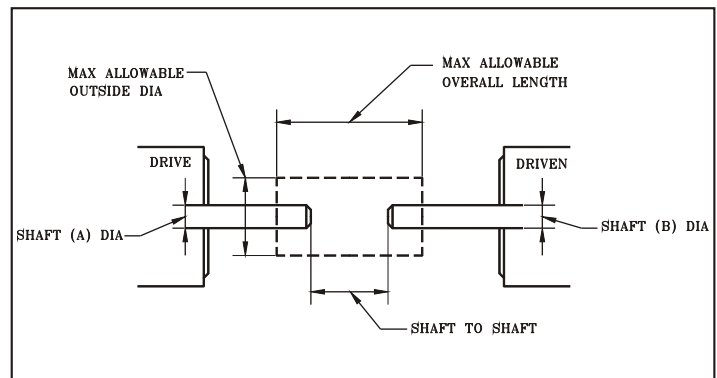 MAX ALLOWABLE
OUTSIDE DIA
MAX ALLOWABLE
OVERALL LENGTH
DRIVE
DRIVEN
SHAFT (A) DIA
SHAFT (B) DIA
SHAFT TO SHAFT